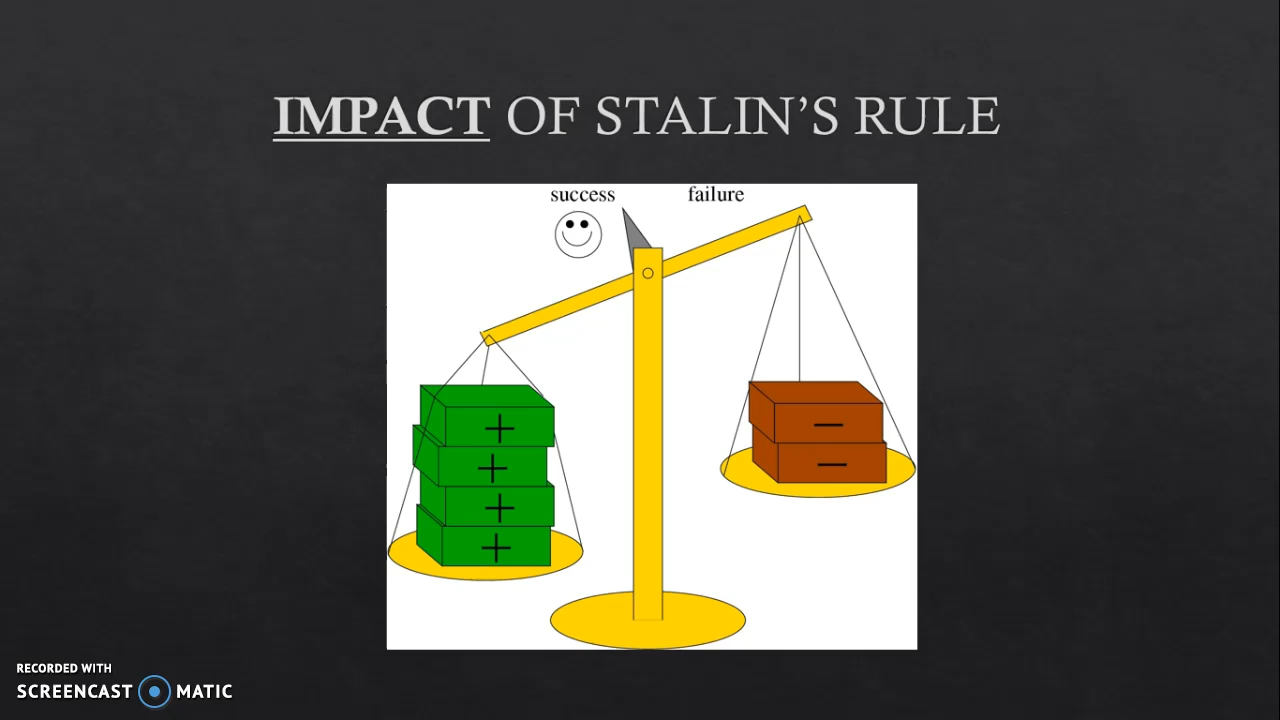 IMPACT OF STALIN’S RULE
success failure
+ −
+ −
+
+
RECORDED WITH
SCREENCAST MATIC